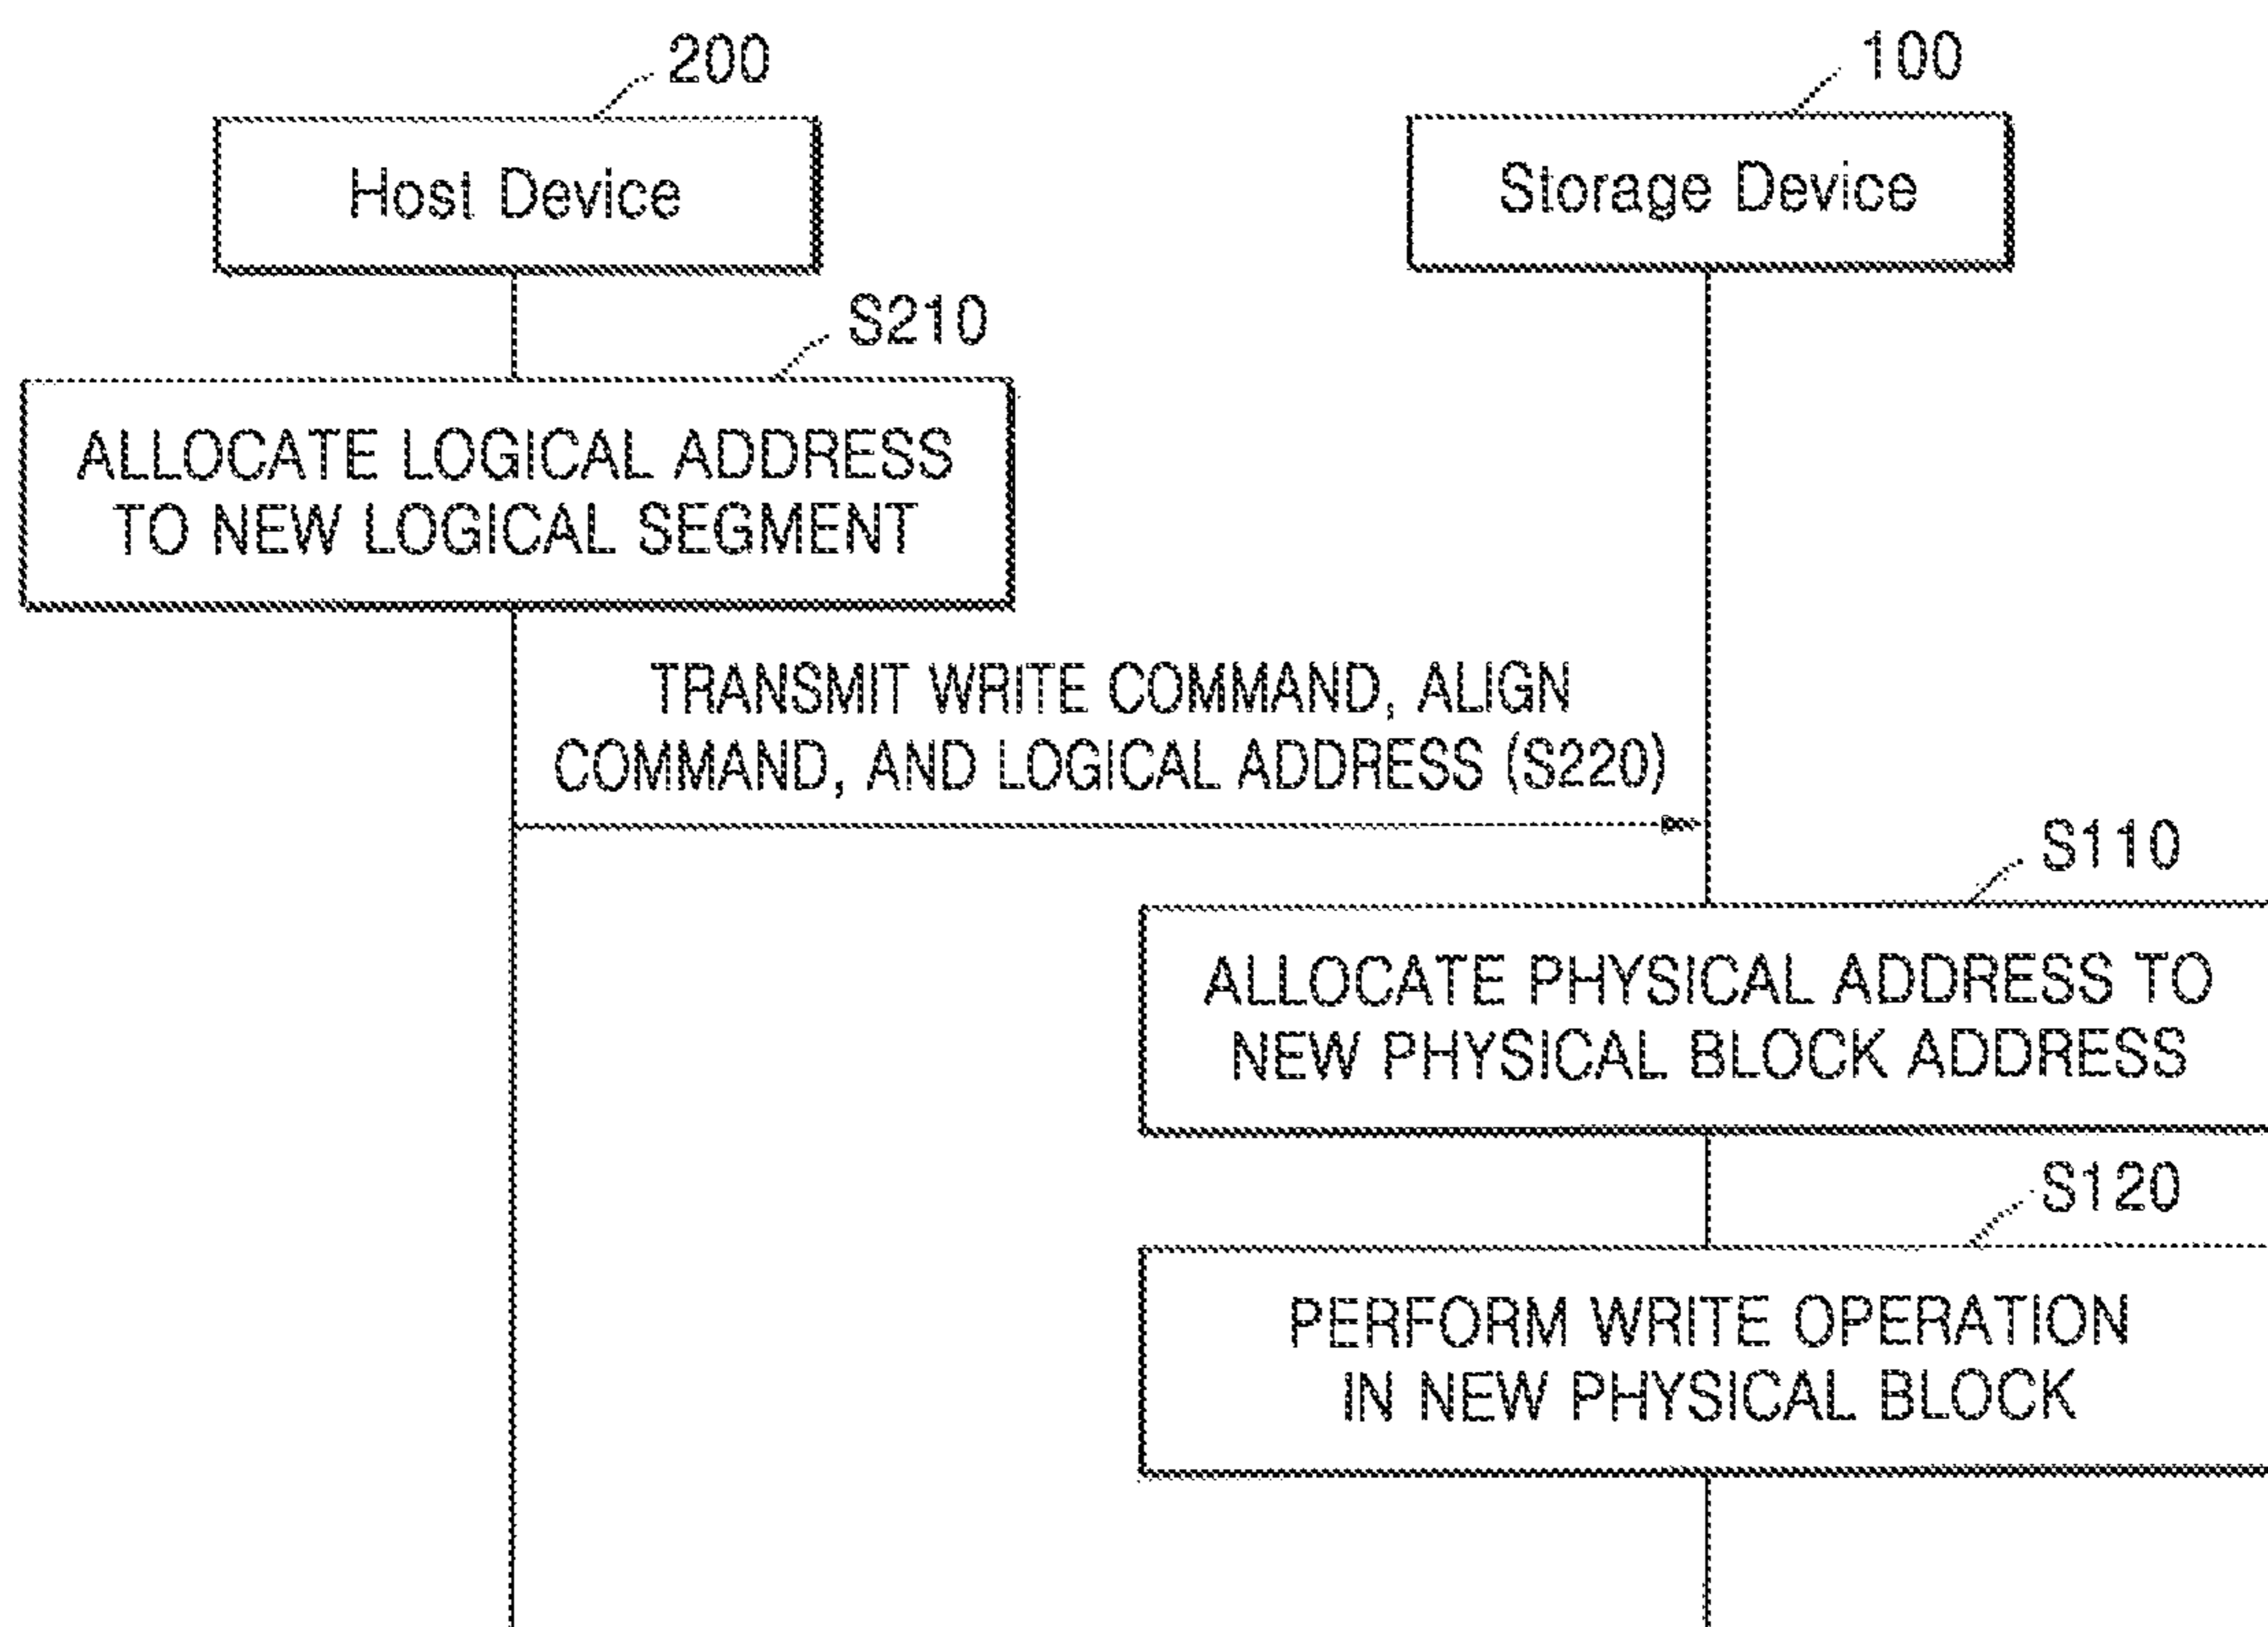 200
100
Host Device
Storage Device
S210
ALLOCATE LOGICAL ADDRESS
TO NEW LOGICAL SEGMENT
TRANSMIT WRITE COMMAND, ALIGN
COMMAND, AND LOGICAL ADDRESS (S220)
S110
ALLOCATE PHYSICAL ADDRESS TO
NEW PHYSICAL BLOCK ADDRESS
S120
PERFORM WRITE OPERATION
IN NEW PHYSICAL BLOCK